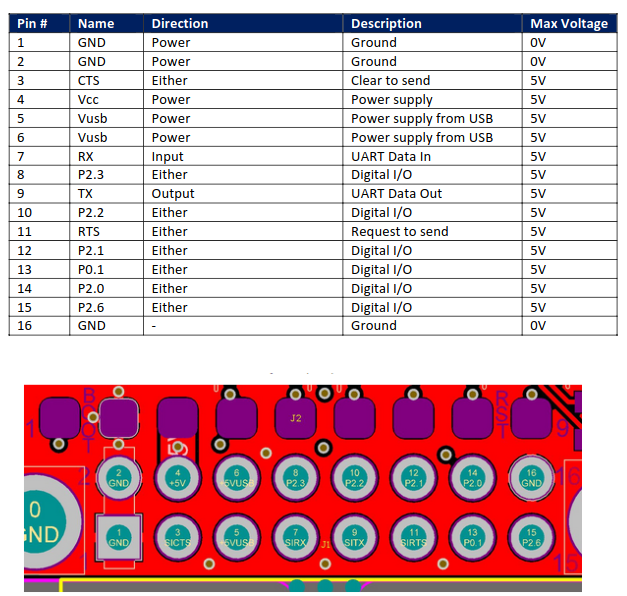 Pin # Name Direction Description Max Voltage
1 GND Power Ground 0V
2 GND Power Ground 0V
3 CTS Either Clear to send 5V
4 Vcc Power Power supply 5V
5 Vusb Power Power supply from USB 5V
6 Vusb Power Power supply from USB 5V
7 RX Input UART Data In 5V
8 P2.3 Either Digital I/O 5V
9 TX Output UART Data Out 5V
10 P2.2 Either Digital I/O 5V
11 RTS Either Request to send 5V
12 P2.1 Either Digital I/O 5V
13 P0.1 Either Digital I/O 5V
14 P2.0 Either Digital I/O 5V
15 P2.6 Either Digital I/O 5V
16 GND - Ground 0V
BOOT
RST
1 J2 9
2 4 6 8 10 12 14 16
2 GND +5V +5VUSB P2.3 P2.2 P2.1 P2.0 GND 16
0
GND
1 3 5 7 9 11 13 15
GND SICTS +5VUSB SIRX J1 SITX SIRTS P0.1 P2.6
15